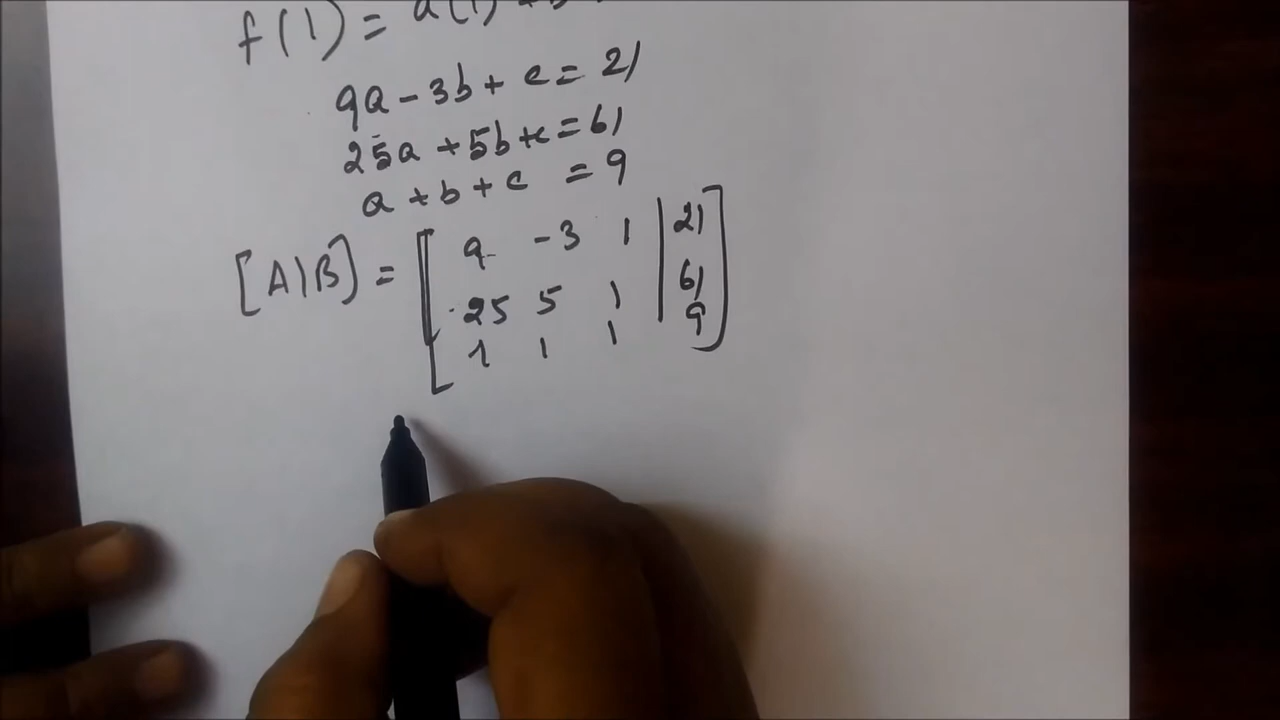 f(1) = a(1) + b
9a - 3b + c = 21
25a + 5b + c = 61
a + b + c = 9
[A|B] = [ 9 -3 1 | 21
25 5 1 | 61
1 1 1 9 ]